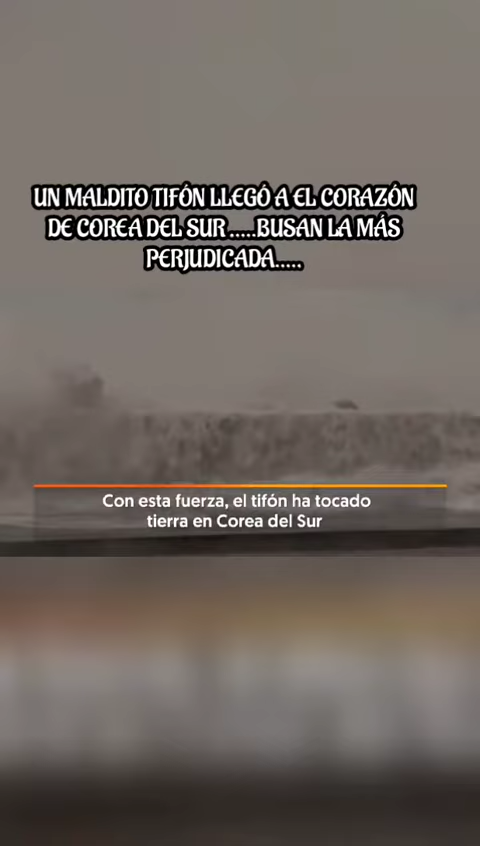 UN MALDITO TIFÓN LLEGÓ A EL CORAZÓN
DE COREA DEL SUR .....BUSAN LA MÁS
PERJUDICADA.....
Con esta fuerza, el tifón ha tocado
tierra en Corea del Sur